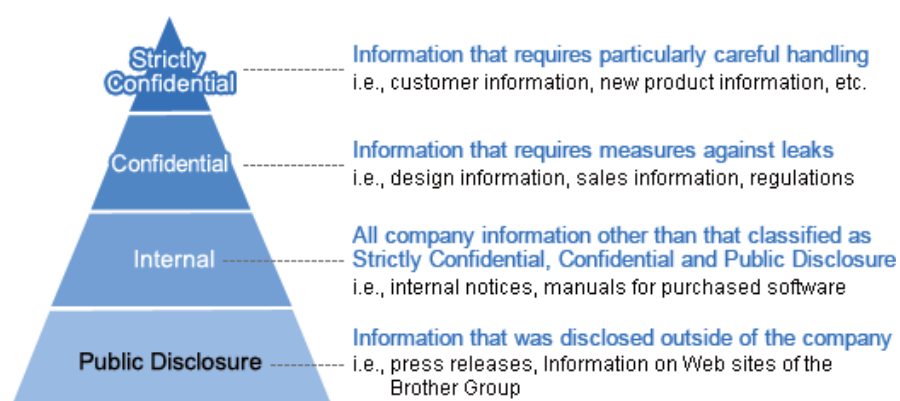 Strictly
Confidential
Information that requires particularly careful handling
i.e., customer information, new product information, etc.
Confidential
Information that requires measures against leaks
i.e., design information, sales information, regulations
Internal
All company information other than that classified as
Strictly Confidential, Confidential and Public Disclosure
i.e., internal notices, manuals for purchased software
Public Disclosure
Information that was disclosed outside of the company
i.e., press releases, Information on Web sites of the
Brother Group